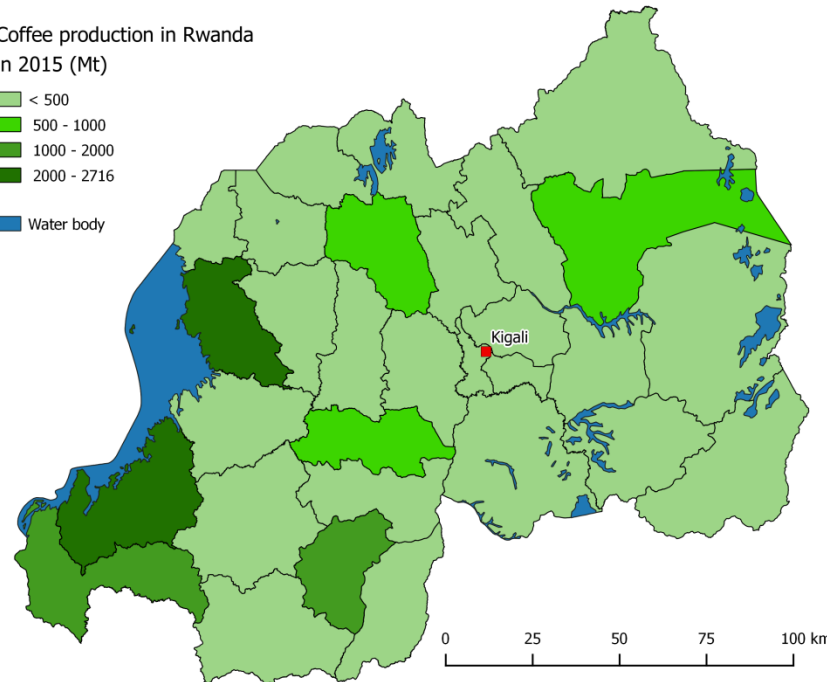 Coffee production in Rwanda
n 2015 (Mt)
< 500
500 - 1000
1000 - 2000
2000 - 2716
Water body
Kigali
0 25 50 75 100 km